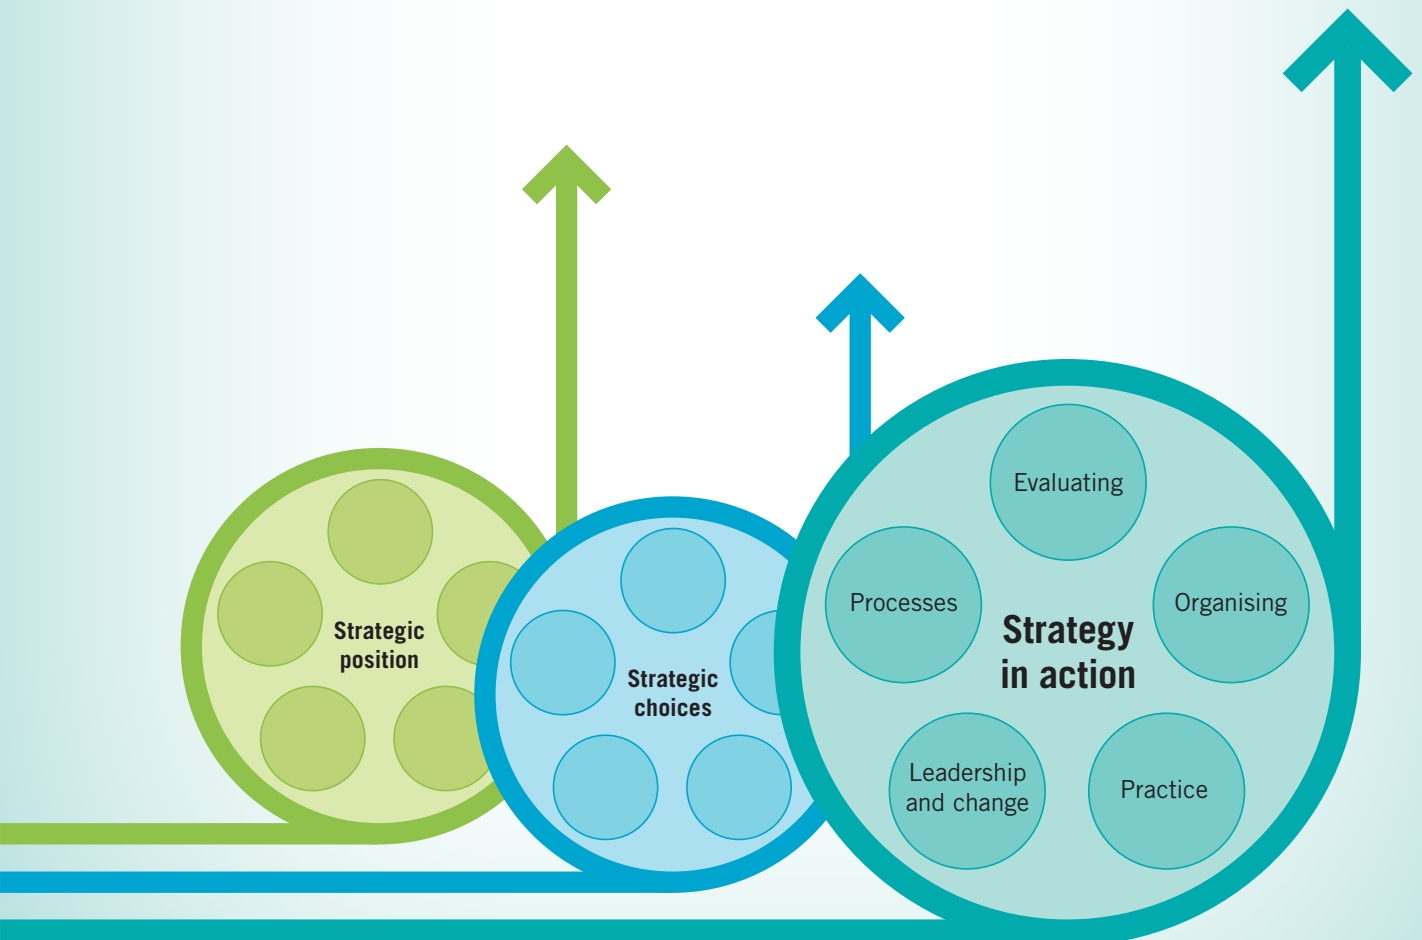 Strategic
position
Strategic
choices
Strategy
in action
Evaluating
Organising
Practice
Leadership
and change
Processes